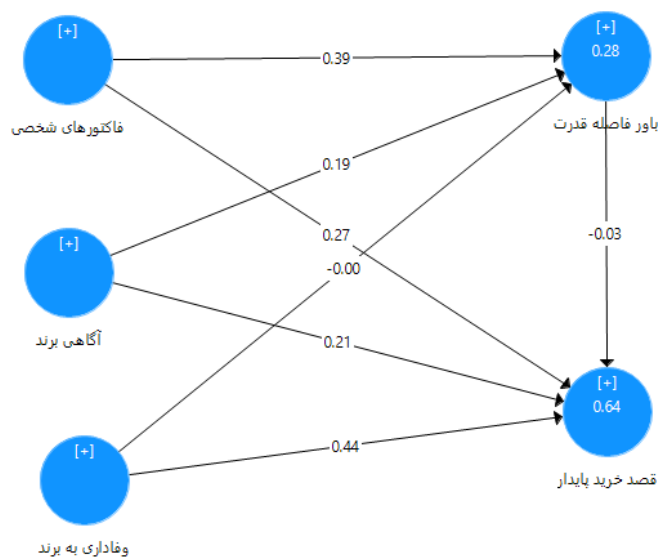 [+]
فاکتورهای شخصی
[+]
0.28
باور فاصله قدرت
0.39
0.19
0.27
-0.00
-0.03
[+]
آگاهی برند
0.21
0.44
[+]
0.64
قصد خرید پایدار
[+]
وفاداری به برند